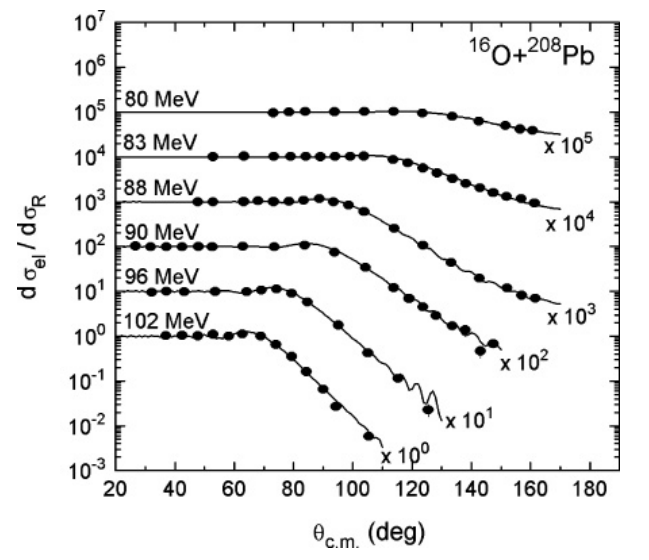 10⁷
¹⁶O+²⁰⁸Pb
10⁶
10⁵
80 MeV
x 10⁵
10⁴
83 MeV
x 10⁴
10³
88 MeV
x 10³
10²
90 MeV
x 10²
10¹
96 MeV
x 10¹
10⁰
102 MeV
x 10⁰
10⁻¹
10⁻²
10⁻³
dσel / dσR
20 40 60 80 100 120 140 160 180
θc.m. (deg)